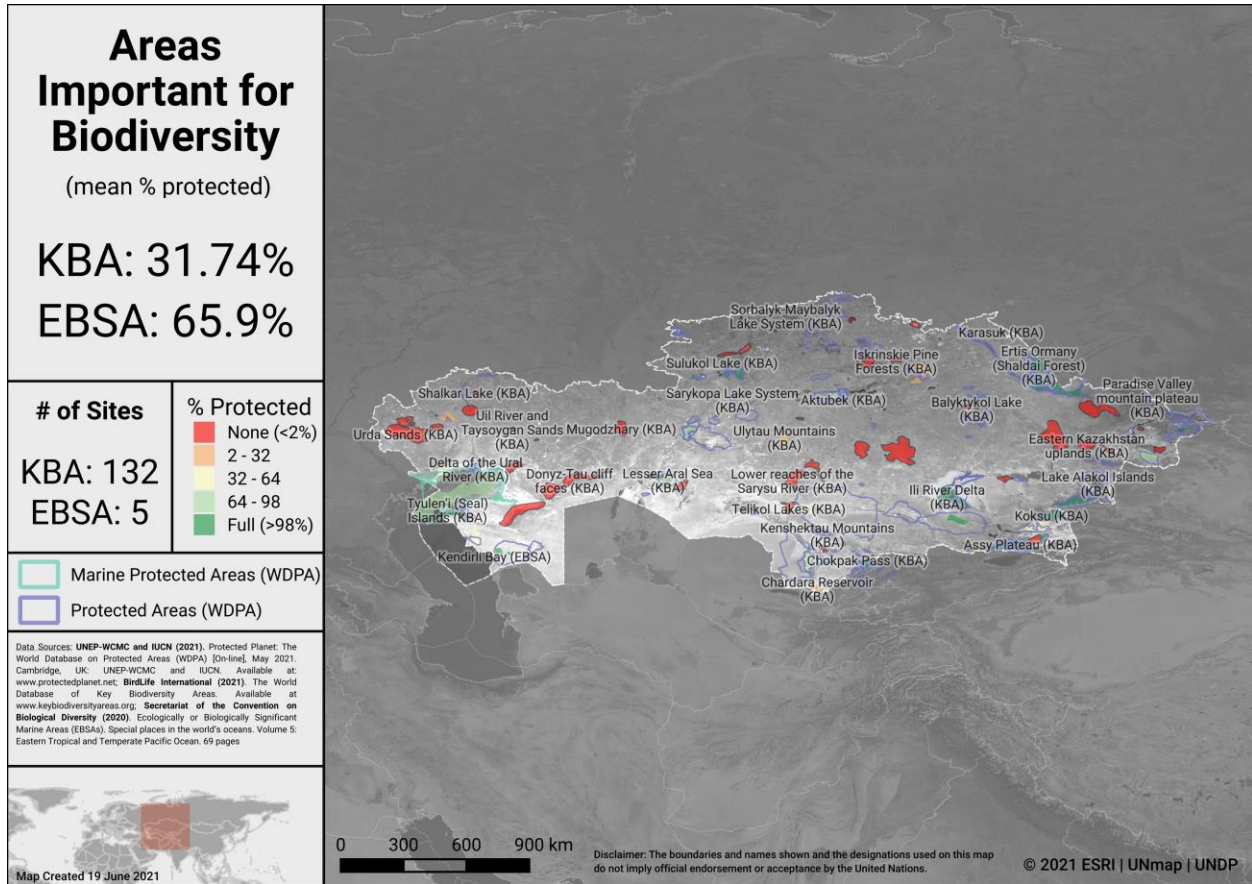 Areas
Important for
Biodiversity
(mean % protected)
KBA: 31.74%
EBSA: 65.9%
# of Sites
KBA: 132
EBSA: 5
% Protected
None (<2%)
2 - 32
32 - 64
64 - 98
Full (>98%)
Marine Protected Areas (WDPA)
Protected Areas (WDPA)
Data Sources: UNEP-WCMC and IUCN (2021). Protected Planet: The
World Database on Protected Areas (WDPA) [On-line], May 2021.
Cambridge, UK: UNEP-WCMC and IUCN. Available at:
www.protectedplanet.net; BirdLife International (2021). The World
Database of Key Biodiversity Areas. Available at
www.keybiodiversityareas.org; Secretariat of the Convention on
Biological Diversity (2020). Ecologically or Biologically Significant
Marine Areas (EBSAs). Special places in the world's oceans. Volume 5:
Eastern Tropical and Temperate Pacific Ocean. 69 pages
Map Created 19 June 2021
Sorbalyk-Maybalyk
Lake System (KBA)
Karasuk (KBA)
Sulukol Lake (KBA)
Iskrinskie Pine
Forests (KBA)
Ertis Ormany
(Shaldai Forest)
(KBA)
Shalkar Lake (KBA)
Sarykopa Lake System
(KBA)
Aktubek (KBA)
Balyktykol Lake
(KBA)
Paradise Valley
mountain plateau
(KBA)
Urda Sands (KBA)
Uil River and
Taysoygan Sands
(KBA)
Mugodzhary (KBA)
Ulytau Mountains
(KBA)
Eastern Kazakhstan
uplands (KBA)
Delta of the Ural
River (KBA)
Donyz-Tau cliff
faces (KBA)
Lesser Aral Sea
(KBA)
Lower reaches of the
Sarysu River (KBA)
Ili River Delta
(KBA)
Lake Alakol Islands
(KBA)
Tyulen'i (Seal)
Islands (KBA)
Telikol Lakes (KBA)
Koksu (KBA)
Kenshektau Mountains
(KBA)
Assy Plateau (KBA)
Kendirli Bay (EBSA)
Chokpak Pass (KBA)
Chardara Reservoir
(KBA)
0 300 600 900 km
Disclaimer: The boundaries and names shown and the designations used on this map
do not imply official endorsement or acceptance by the United Nations.
© 2021 ESRI | UNmap | UNDP